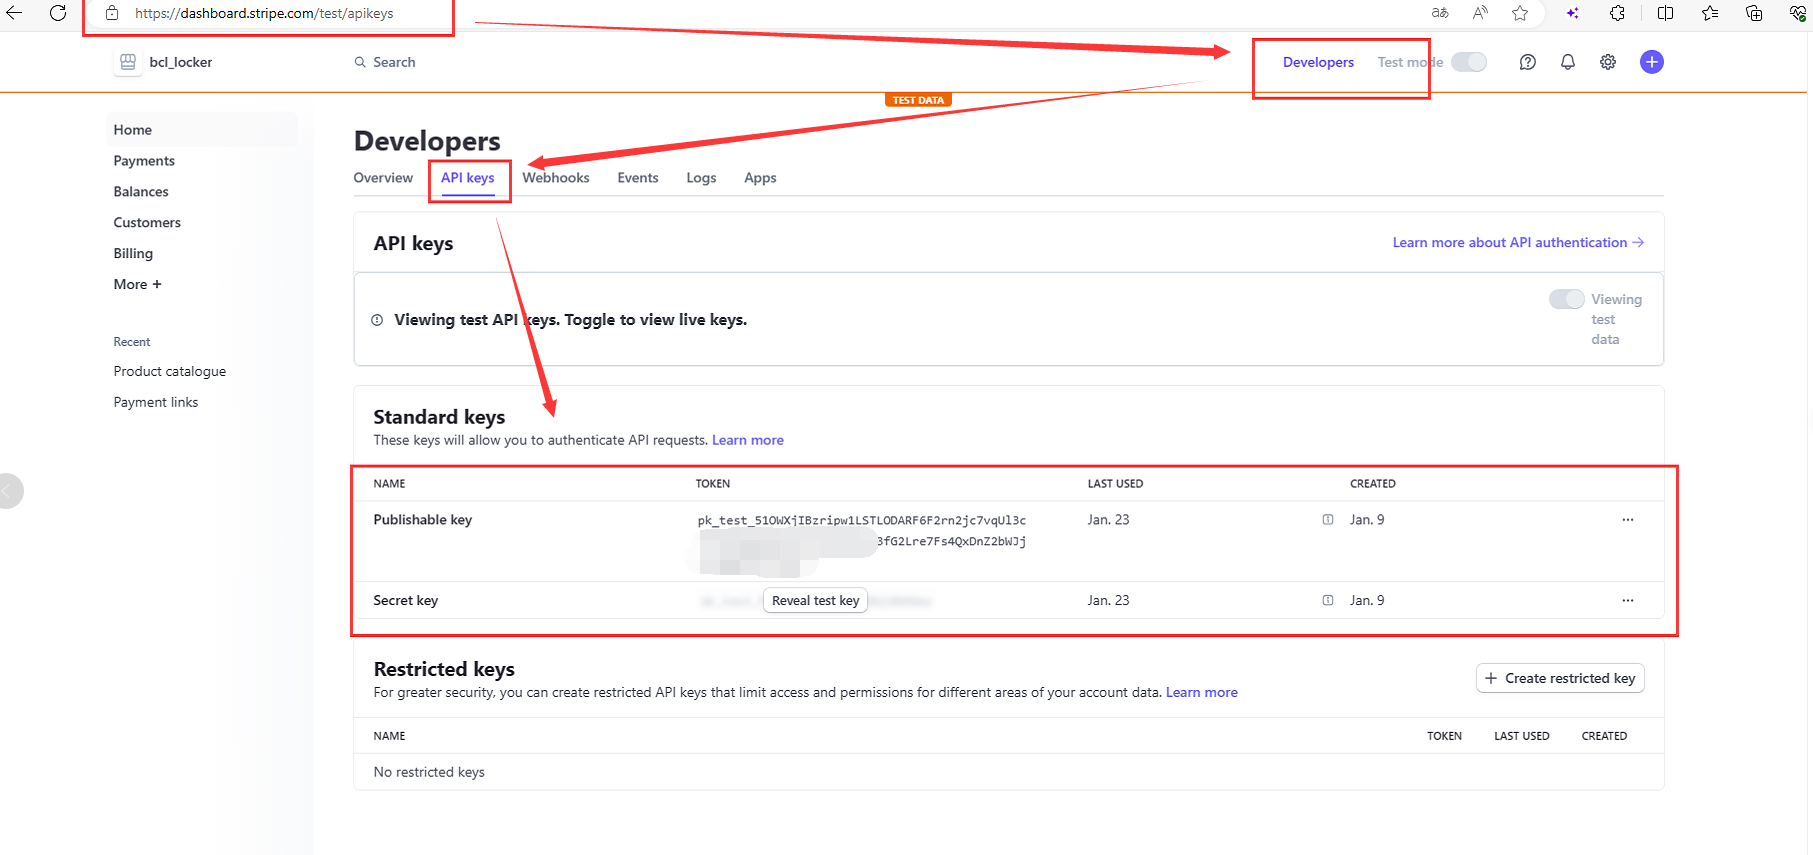 https://dashboard.stripe.com/test/apikeys
bcl_locker
Search
Developers
Test mode
TEST DATA
Home
Payments
Balances
Customers
Billing
More +
Recent
Product catalogue
Payment links
Developers
Overview
API keys
Webhooks
Events
Logs
Apps
API keys
Learn more about API authentication →
Viewing test API keys. Toggle to view live keys.
Viewing
test
data
Standard keys
These keys will allow you to authenticate API requests. Learn more
NAME TOKEN LAST USED CREATED
Publishable key pk_test_51OWXjIBzripw1LSTLODARF6F2rn2jc7vqUl3c Jan. 23 Jan. 9
3fG2Lre7Fs4QxDnZ2bWJj
Secret key Reveal test key Jan. 23 Jan. 9
Restricted keys
For greater security, you can create restricted API keys that limit access and permissions for different areas of your account data. Learn more
+ Create restricted key
NAME TOKEN LAST USED CREATED
No restricted keys